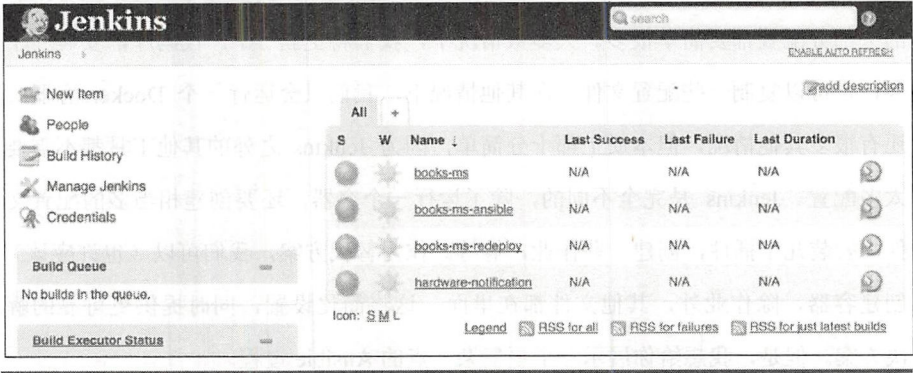 Jenkins
search
Jenkins
ENABLE AUTO REFRESH
New Item
People
Build History
Manage Jenkins
Credentials
Build Queue
No builds in the queue.
Build Executor Status
add description
All +
S W Name ↓ Last Success Last Failure Last Duration
books-ms N/A N/A N/A
books-ms-ansible N/A N/A N/A
books-ms-redeploy N/A N/A N/A
hardware-notification N/A N/A N/A
Icon: S M L
Legend RSS for all RSS for failures RSS for just latest builds